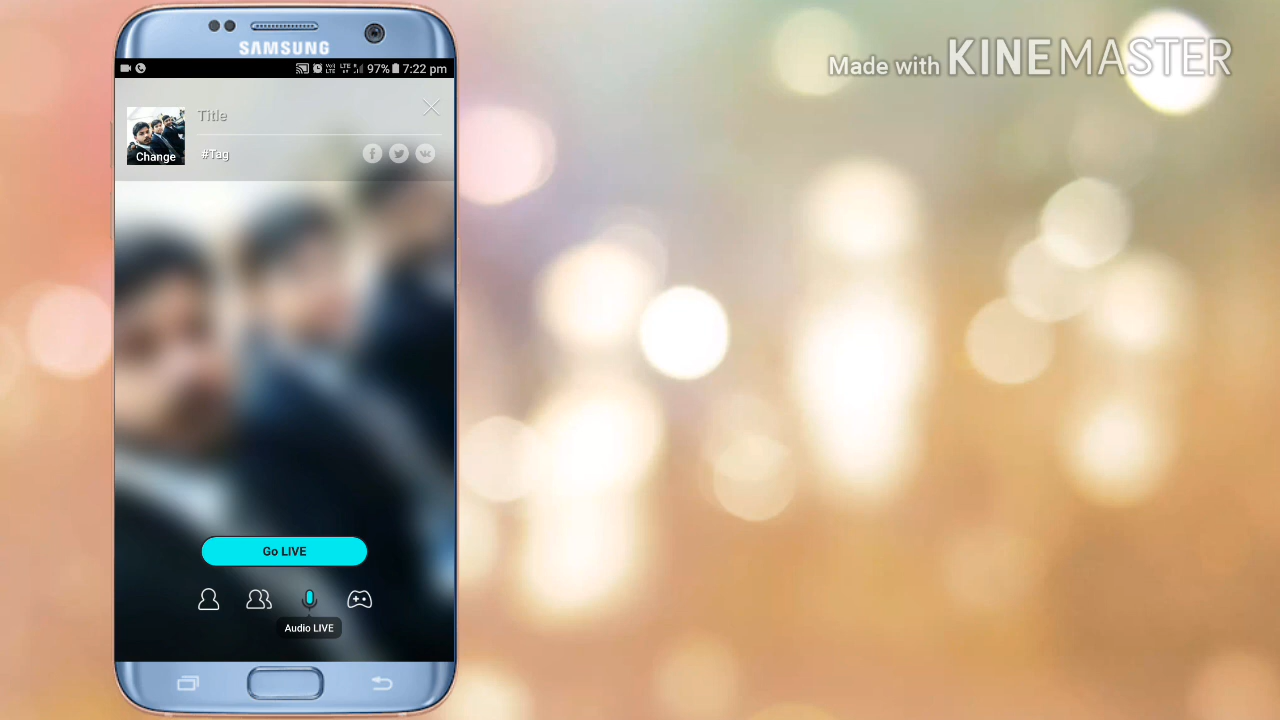 SAMSUNG
Made with KINEMASTER
97% 7:22 pm
Title
Change
#Tag
Go LIVE
Audio LIVE